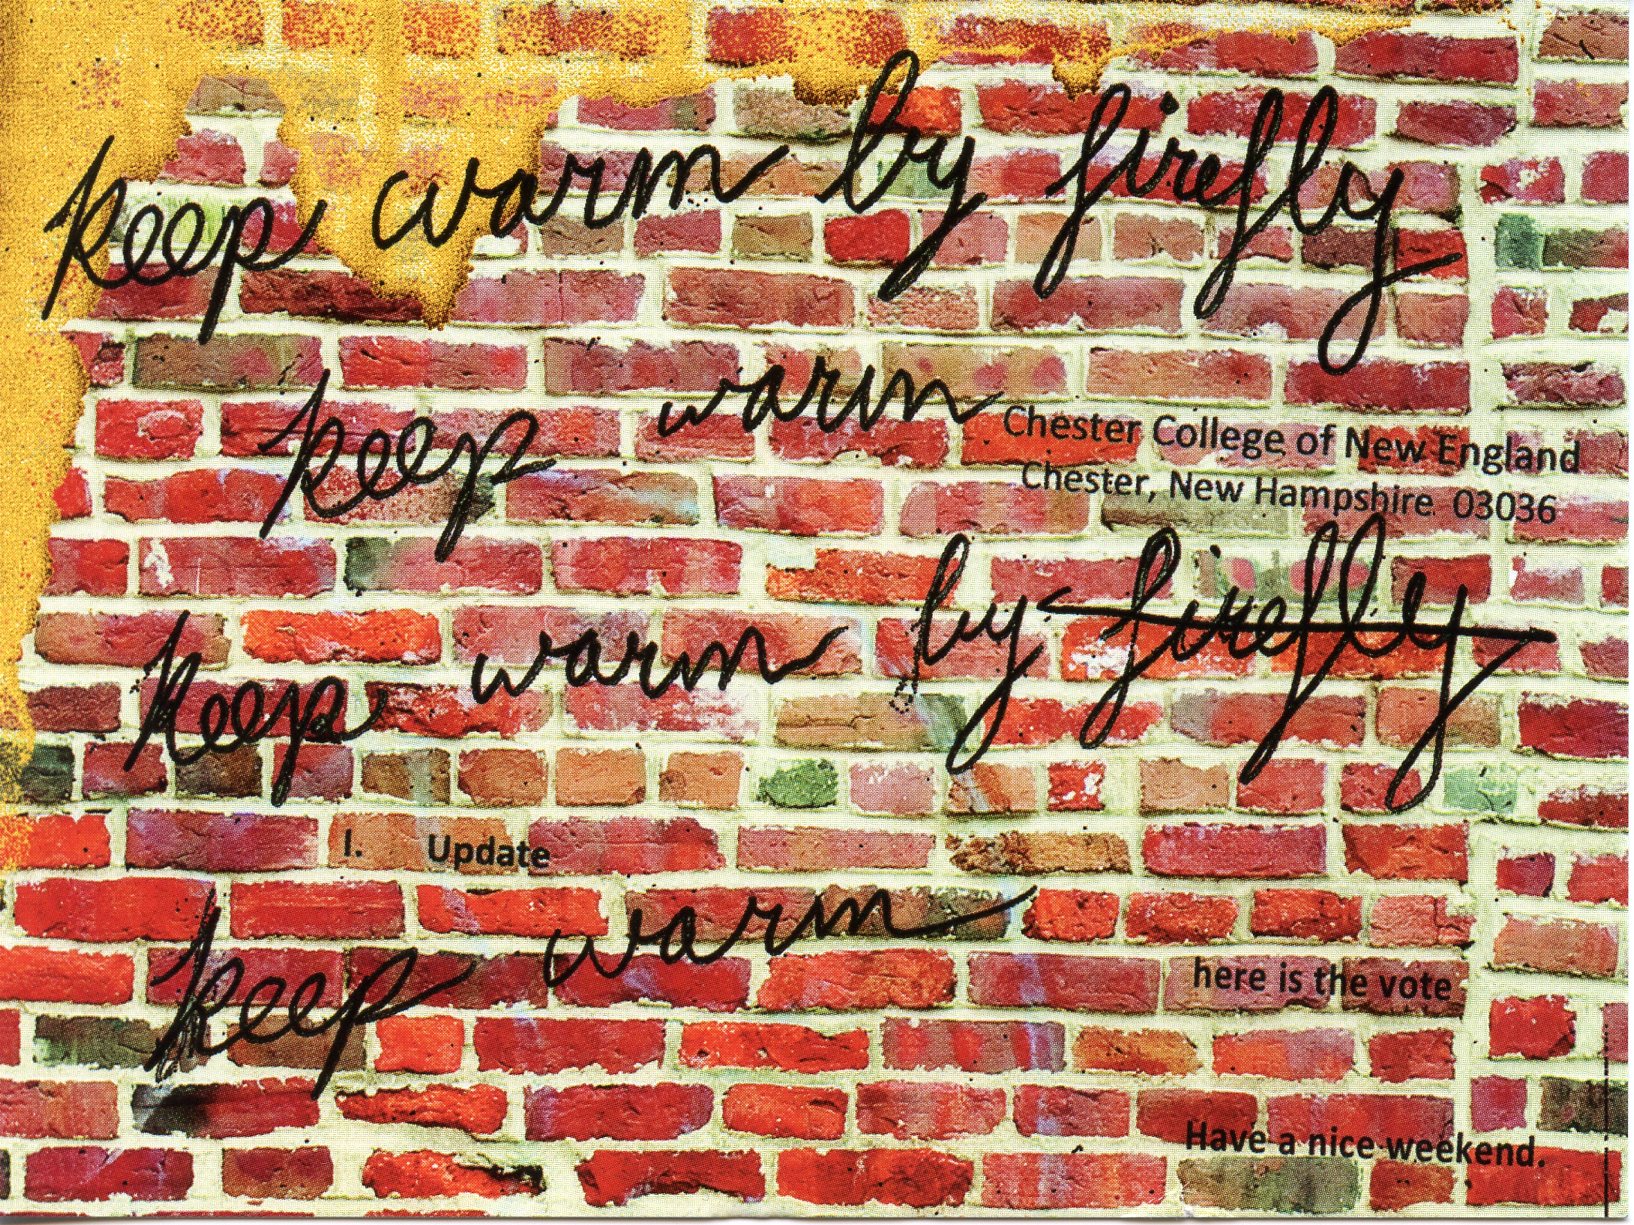 keep warm by firefly
keep warm
Chester College of New England
Chester, New Hampshire 03036
keep warm by firefly
I. Update
keep warm
here is the vote
Have a nice weekend.